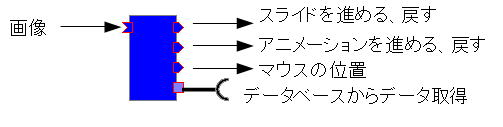 画像
スライドを進める、戻す
アニメーションを進める、戻す
マウスの位置
データベースからデータ取得